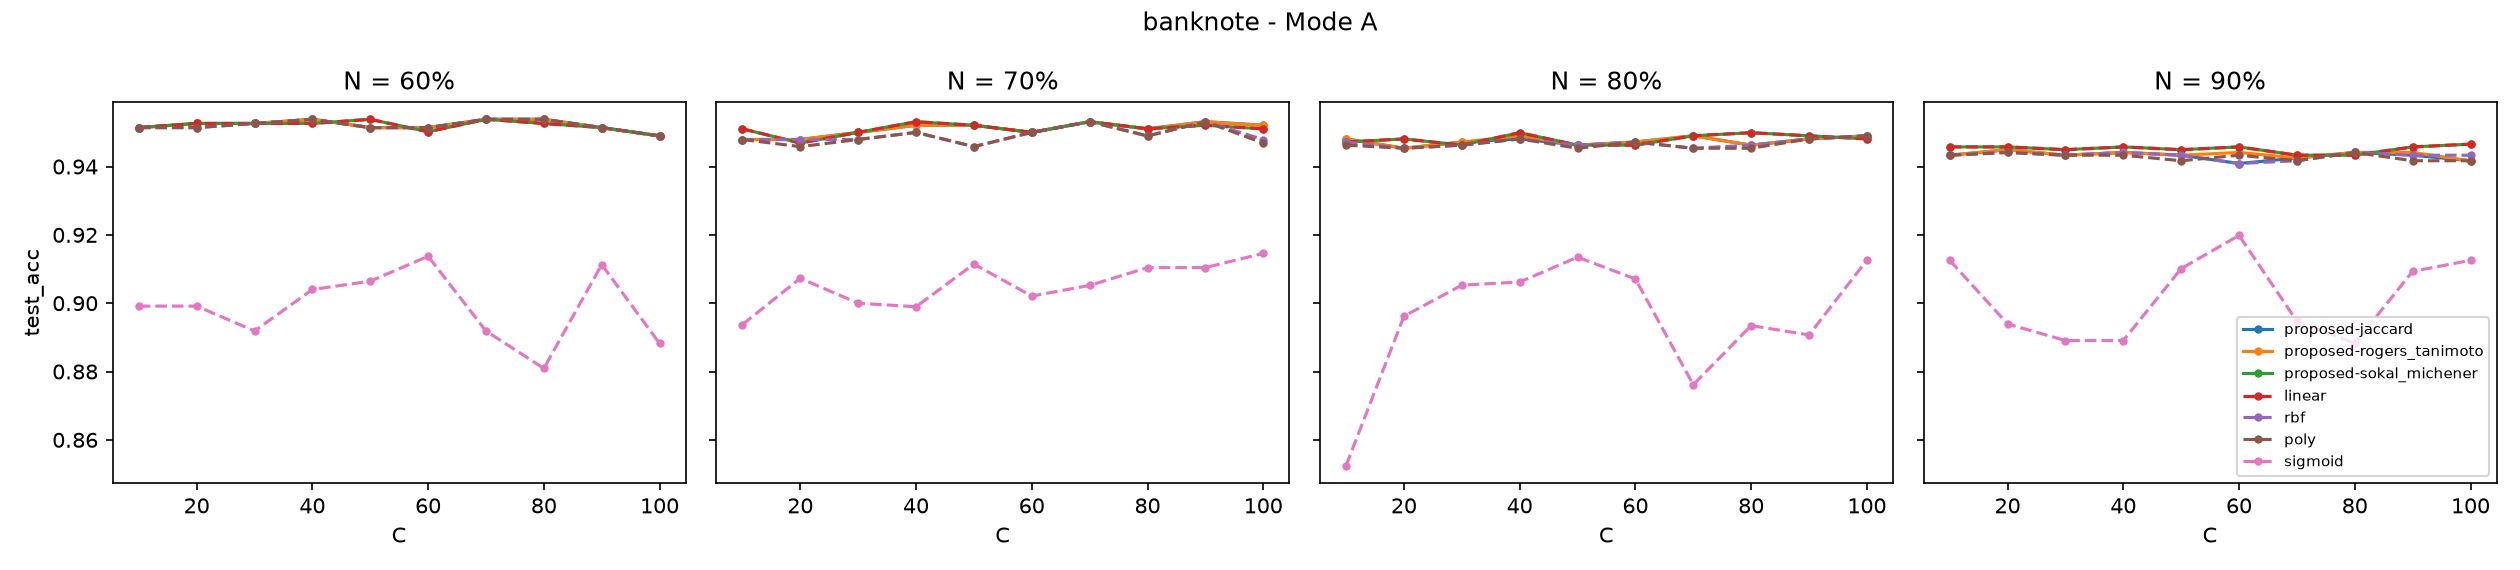 banknote - Mode A
N = 60%
N = 70%
N = 80%
N = 90%
test_acc
0.94
0.92
0.90
0.88
0.86
20 40 60 80 100
20 40 60 80 100
20 40 60 80 100
20 40 60 80 100
C
C
C
C
proposed-jaccard
proposed-rogers_tanimoto
proposed-sokal_michener
linear
rbf
poly
sigmoid